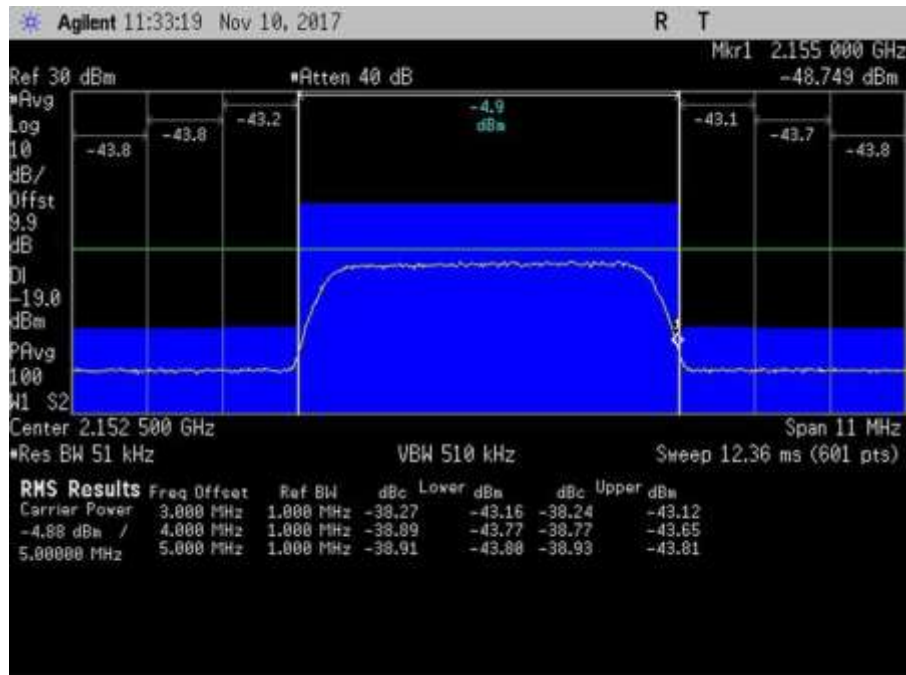 Agilent 11:33:19 Nov 10, 2017 R T
Mkr1 2.155 000 GHz
Ref 30 dBm *Atten 40 dB -48.749 dBm
*Avg
Log
10
dB/
Offst
9.9
dB
DI
-19.0
dBm
PAvg
100
W1 S2
-43.8 -43.8 -43.2 -4.9 dBm -43.1 -43.7 -43.8
1
Center 2.152 500 GHz Span 11 MHz
*Res BW 51 kHz VBW 510 kHz Sweep 12.36 ms (601 pts)
RMS Results Freq Offset Ref BW dBc Lower dBm dBc Upper dBm
Carrier Power 3.000 MHz 1.000 MHz -38.27 -43.16 -38.24 -43.12
-4.88 dBm / 4.000 MHz 1.000 MHz -38.89 -43.77 -38.77 -43.65
5.00000 MHz 5.000 MHz 1.000 MHz -38.91 -43.80 -38.93 -43.81